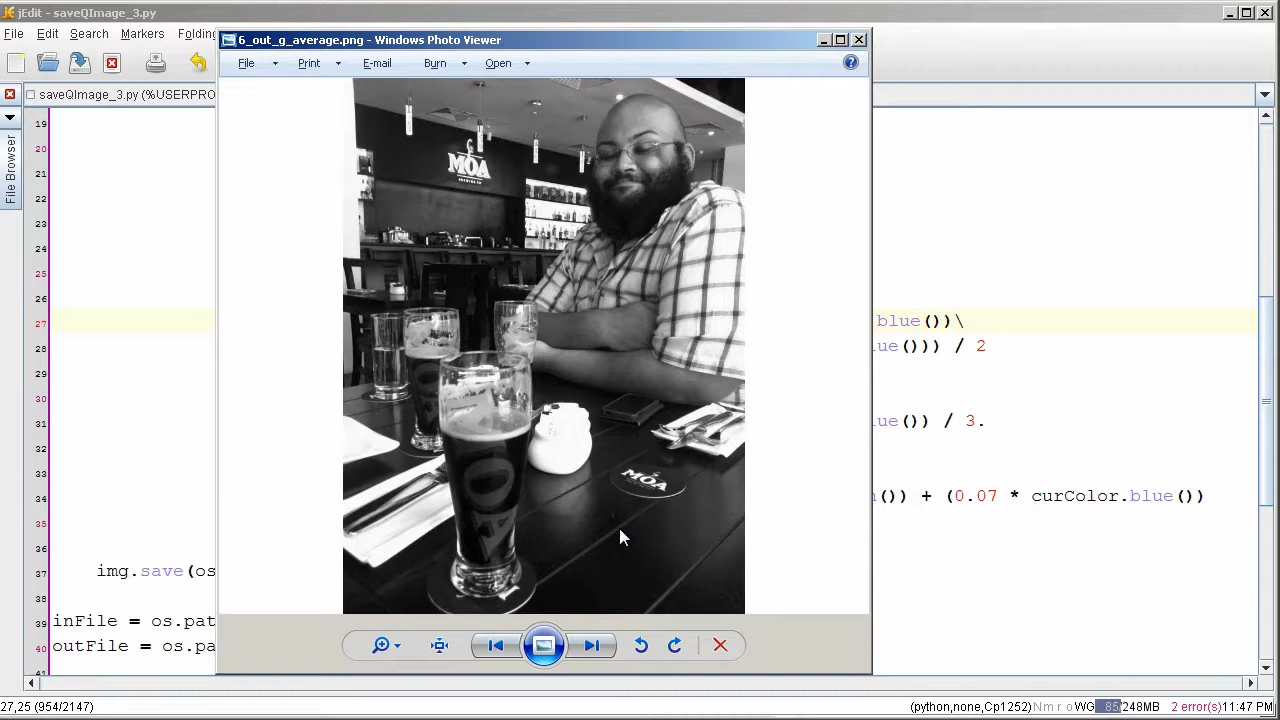 jEdit - saveQImage_3.py
File Edit Search Markers Folding
saveQImage_3.py (%USERPRO
File Browser
6_out_g_average.png - Windows Photo Viewer
File Print E-mail Burn Open
MOA
MOA
19
20
21
22
23
24
25
26
27 blue())\
28 ue())) / 2
29
30
31 ue()) / 3.
32
33
34 ()) + (0.07 * curColor.blue())
35
36
37 img.save(os
38
39 inFile = os.pat
40 outFile = os.pa
27,25 (954/2147) (python,none,Cp1252) WG 85/248MB 2 error(s) 11:47 PM